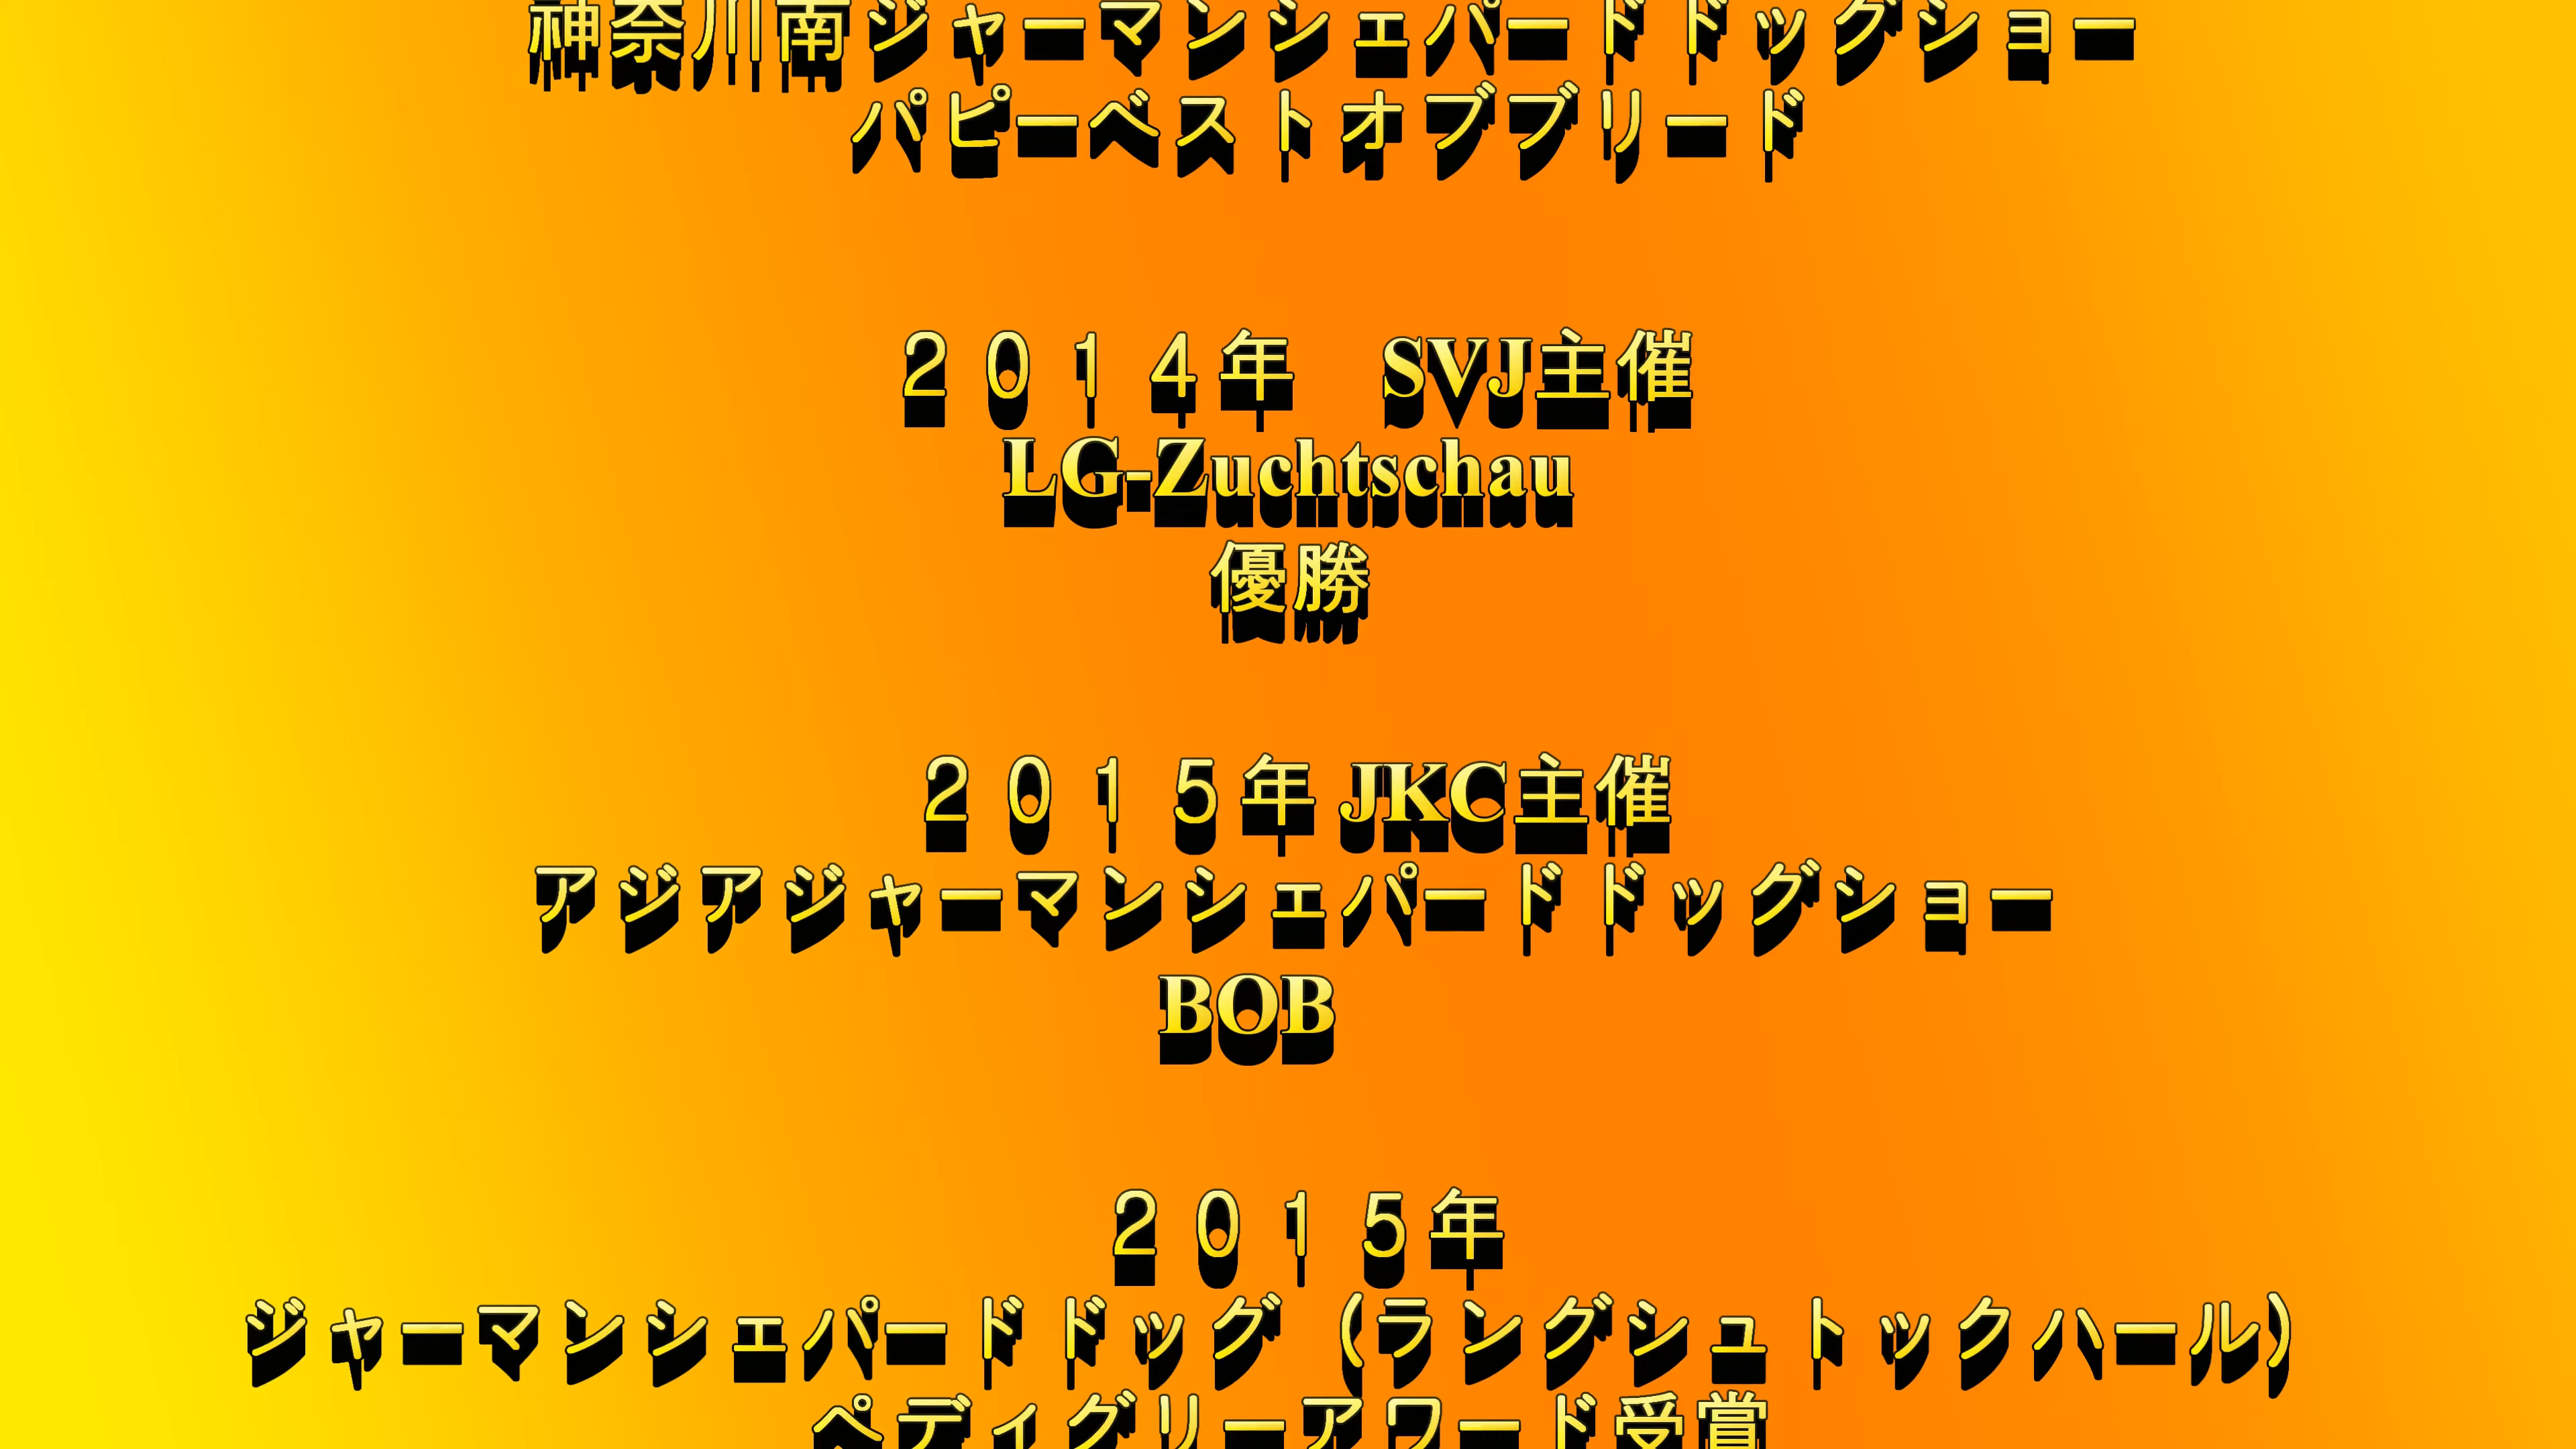 神奈川南ジャーマンシェパードドッグショー
パピーベストオブブリード
２０１４年　SVJ主催
LG-Zuchtschau
優勝
２０１５年 JKC主催
アジアジャーマンシェパードドッグショー
BOB
２０１５年
ジャーマンシェパードドッグ（ラングシュトックハール）
ペディグリーアワード受賞